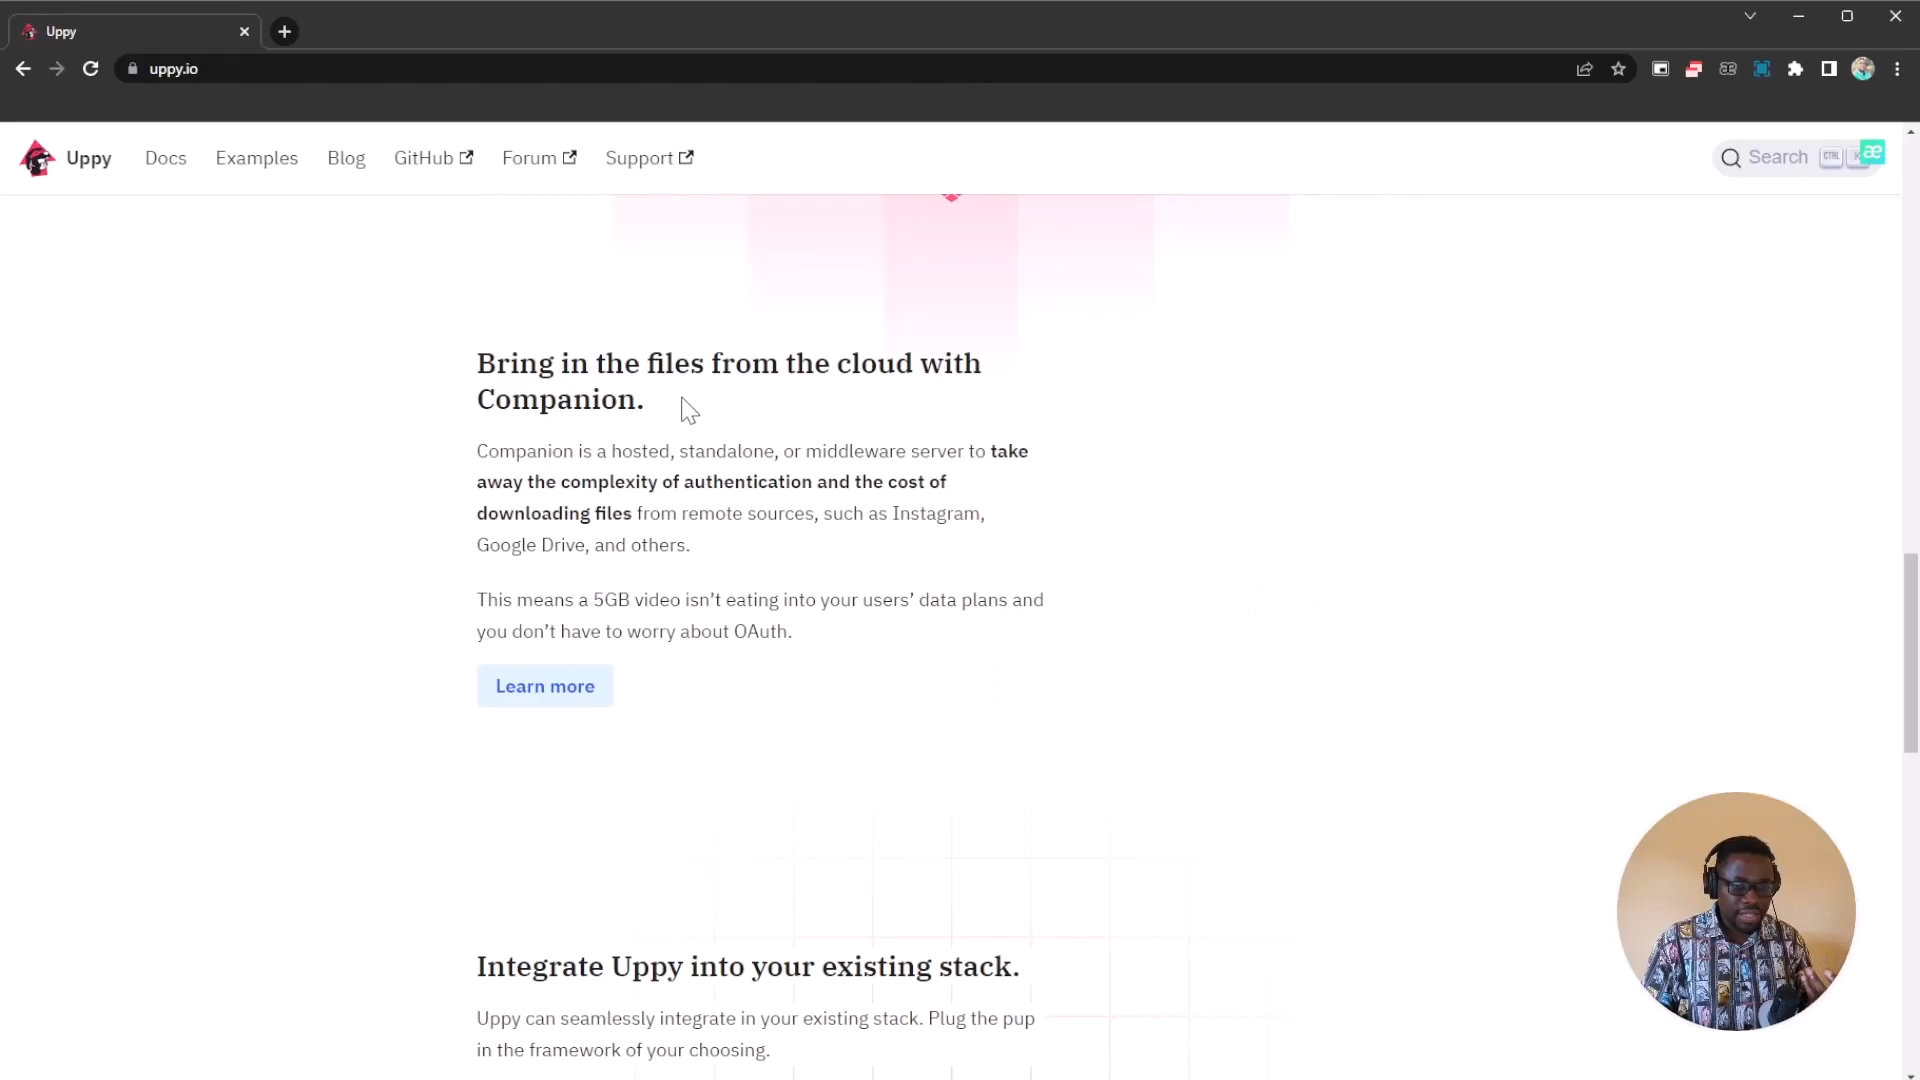 Uppy
uppy.io
Uppy Docs Examples Blog GitHub Forum Support
Search CTRL K
æ
Bring in the files from the cloud with
Companion.
Companion is a hosted, standalone, or middleware server to take
away the complexity of authentication and the cost of
downloading files from remote sources, such as Instagram,
Google Drive, and others.
This means a 5GB video isn’t eating into your users’ data plans and
you don’t have to worry about OAuth.
Learn more
Integrate Uppy into your existing stack.
Uppy can seamlessly integrate in your existing stack. Plug the pup
in the framework of your choosing.